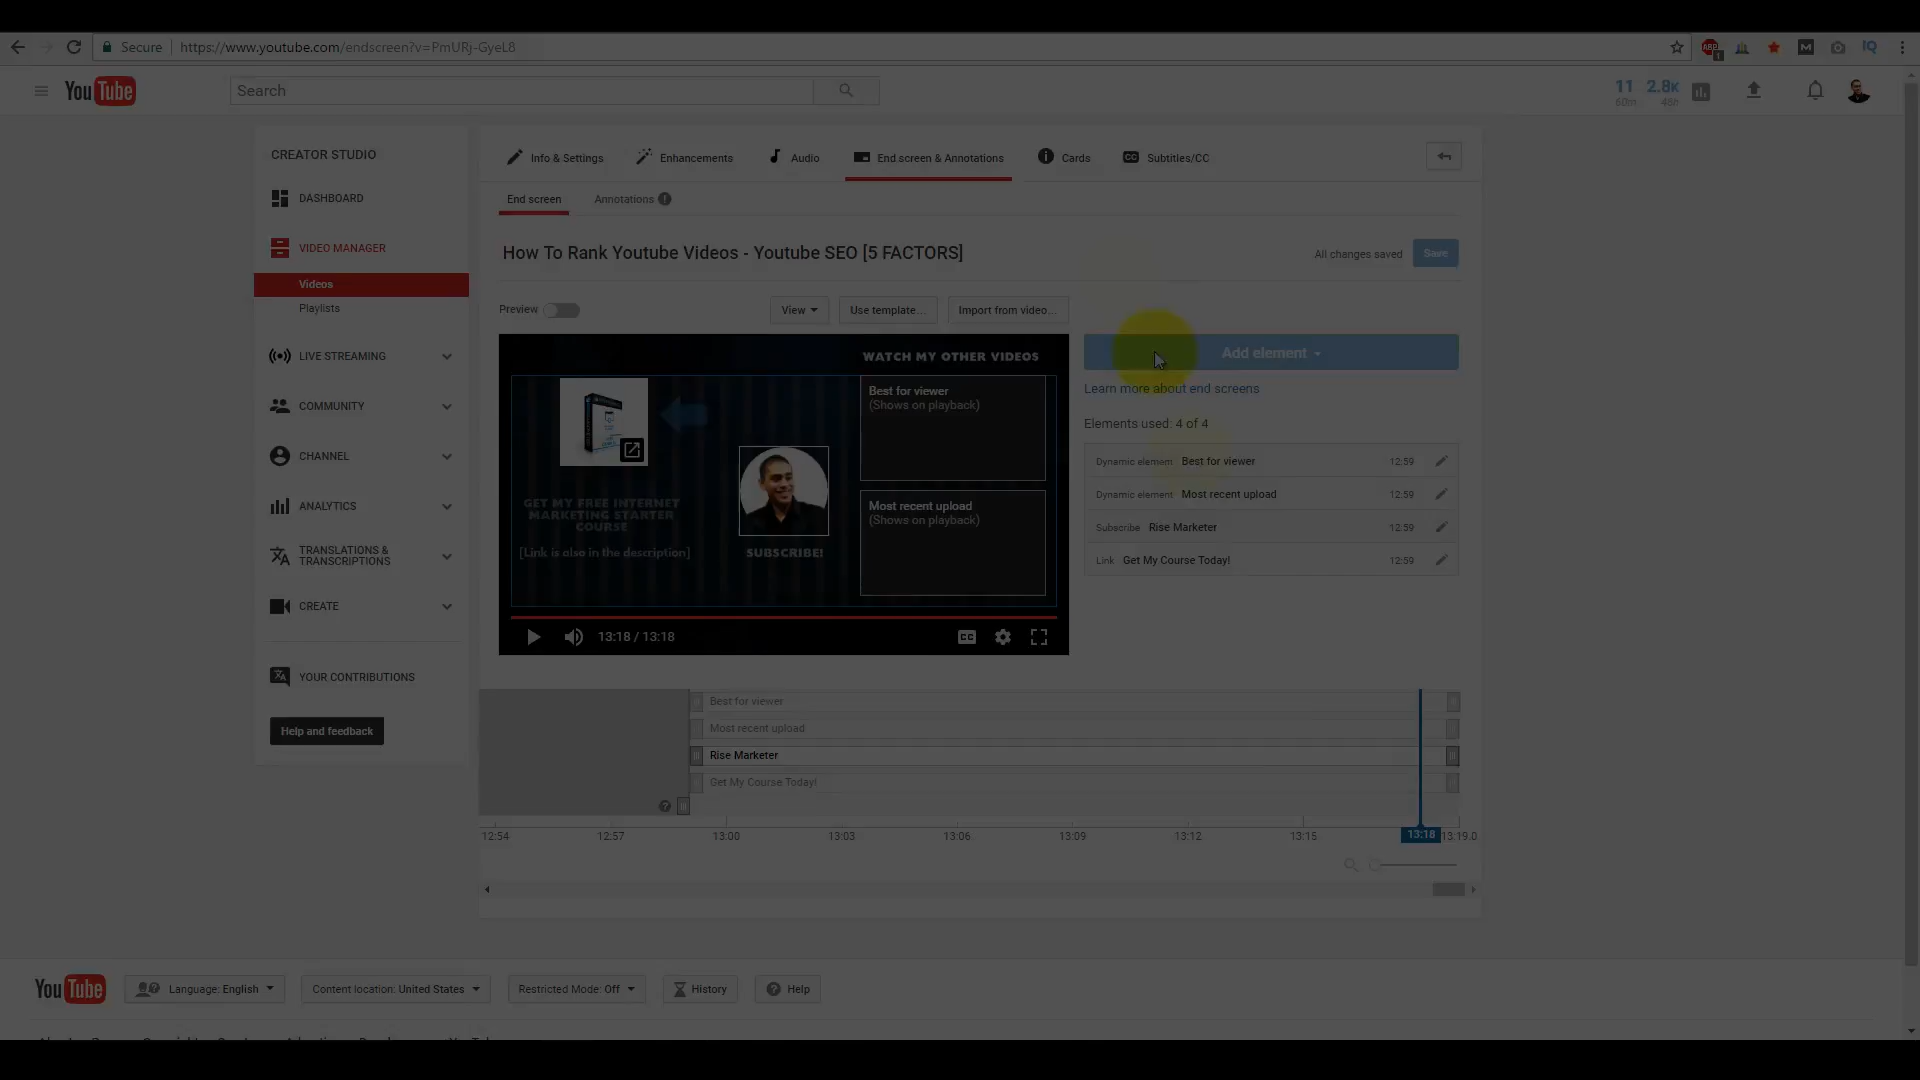 Secure https://www.youtube.com/endscreen?v=PmURj-GyeL8
ABP 1 M IQ
YouTube Search 11 2.8K
60m 48h
CREATOR STUDIO
DASHBOARD
VIDEO MANAGER
Videos
Playlists
LIVE STREAMING
COMMUNITY
CHANNEL
ANALYTICS
TRANSLATIONS &
TRANSCRIPTIONS
CREATE
YOUR CONTRIBUTIONS
Help and feedback
Info & Settings Enhancements Audio End screen & Annotations Cards CC Subtitles/CC
End screen Annotations
How To Rank Youtube Videos - Youtube SEO [5 FACTORS] All changes saved Save
Preview View Use template... Import from video...
WATCH MY OTHER VIDEOS
Best for viewer
(Shows on playback)
GET MY FREE INTERNET
MARKETING STARTER
COURSE
[Link is also in the description]
SUBSCRIBE!
Most recent upload
(Shows on playback)
13:18 / 13:18 CC
Add element
Learn more about end screens
Elements used: 4 of 4
Dynamic element Best for viewer 12:59
Dynamic element Most recent upload 12:59
Subscribe Rise Marketer 12:59
Link Get My Course Today! 12:59
Best for viewer
Most recent upload
Rise Marketer
Get My Course Today!
12:54 12:57 13:00 13:03 13:06 13:09 13:12 13:15 13:18 13:19.0
YouTube Language: English Content location: United States Restricted Mode: Off History Help